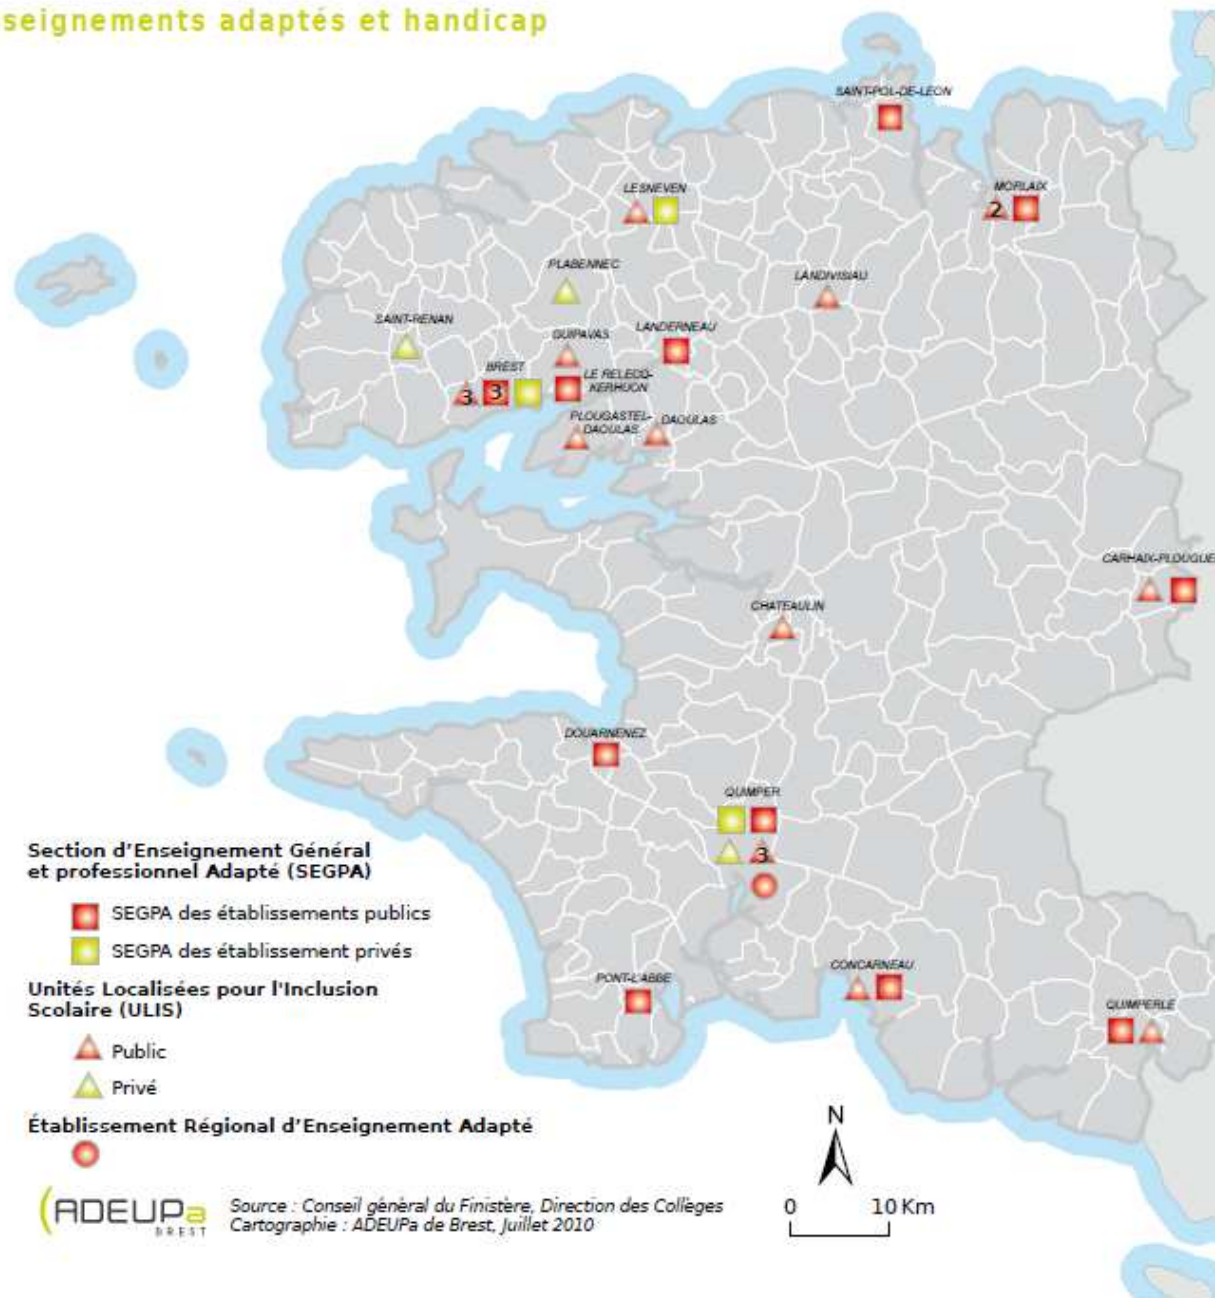 seignements adaptés et handicap
SAINT-POL-DE-LEON
LESNEVEN
MORLAIX
2
PLABENNEC
LANDIVISIAU
SAINT-RENAN
GUIPAVAS
LANDERNEAU
BREST
3
3
LE RELECQ-
KERHUON
PLOUGASTEL-
DAOULAS
DAOULAS
CARHAIX-PLOUGUE
CHATEAULIN
DOUARNENEZ
QUIMPER
3
Section d'Enseignement Général
et professionnel Adapté (SEGPA)
SEGPA des établissements publics
SEGPA des établissement privés
Unités Localisées pour l'Inclusion
Scolaire (ULIS)
Public
Privé
Établissement Régional d'Enseignement Adapté
PONT-L'ABBE
CONCARNEAU
QUIMPERLE
N
0 10 Km
ADEUPa
BREST
Source : Conseil général du Finistère, Direction des Collèges
Cartographie : ADEUPa de Brest, Juillet 2010